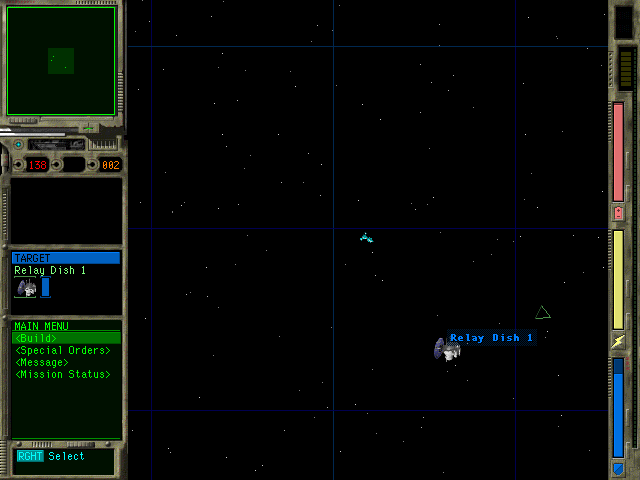 138
002
TARGET
Relay Dish 1
MAIN MENU
<Build>
<Special Orders>
<Message>
<Mission Status>
RGHT Select
Relay Dish 1